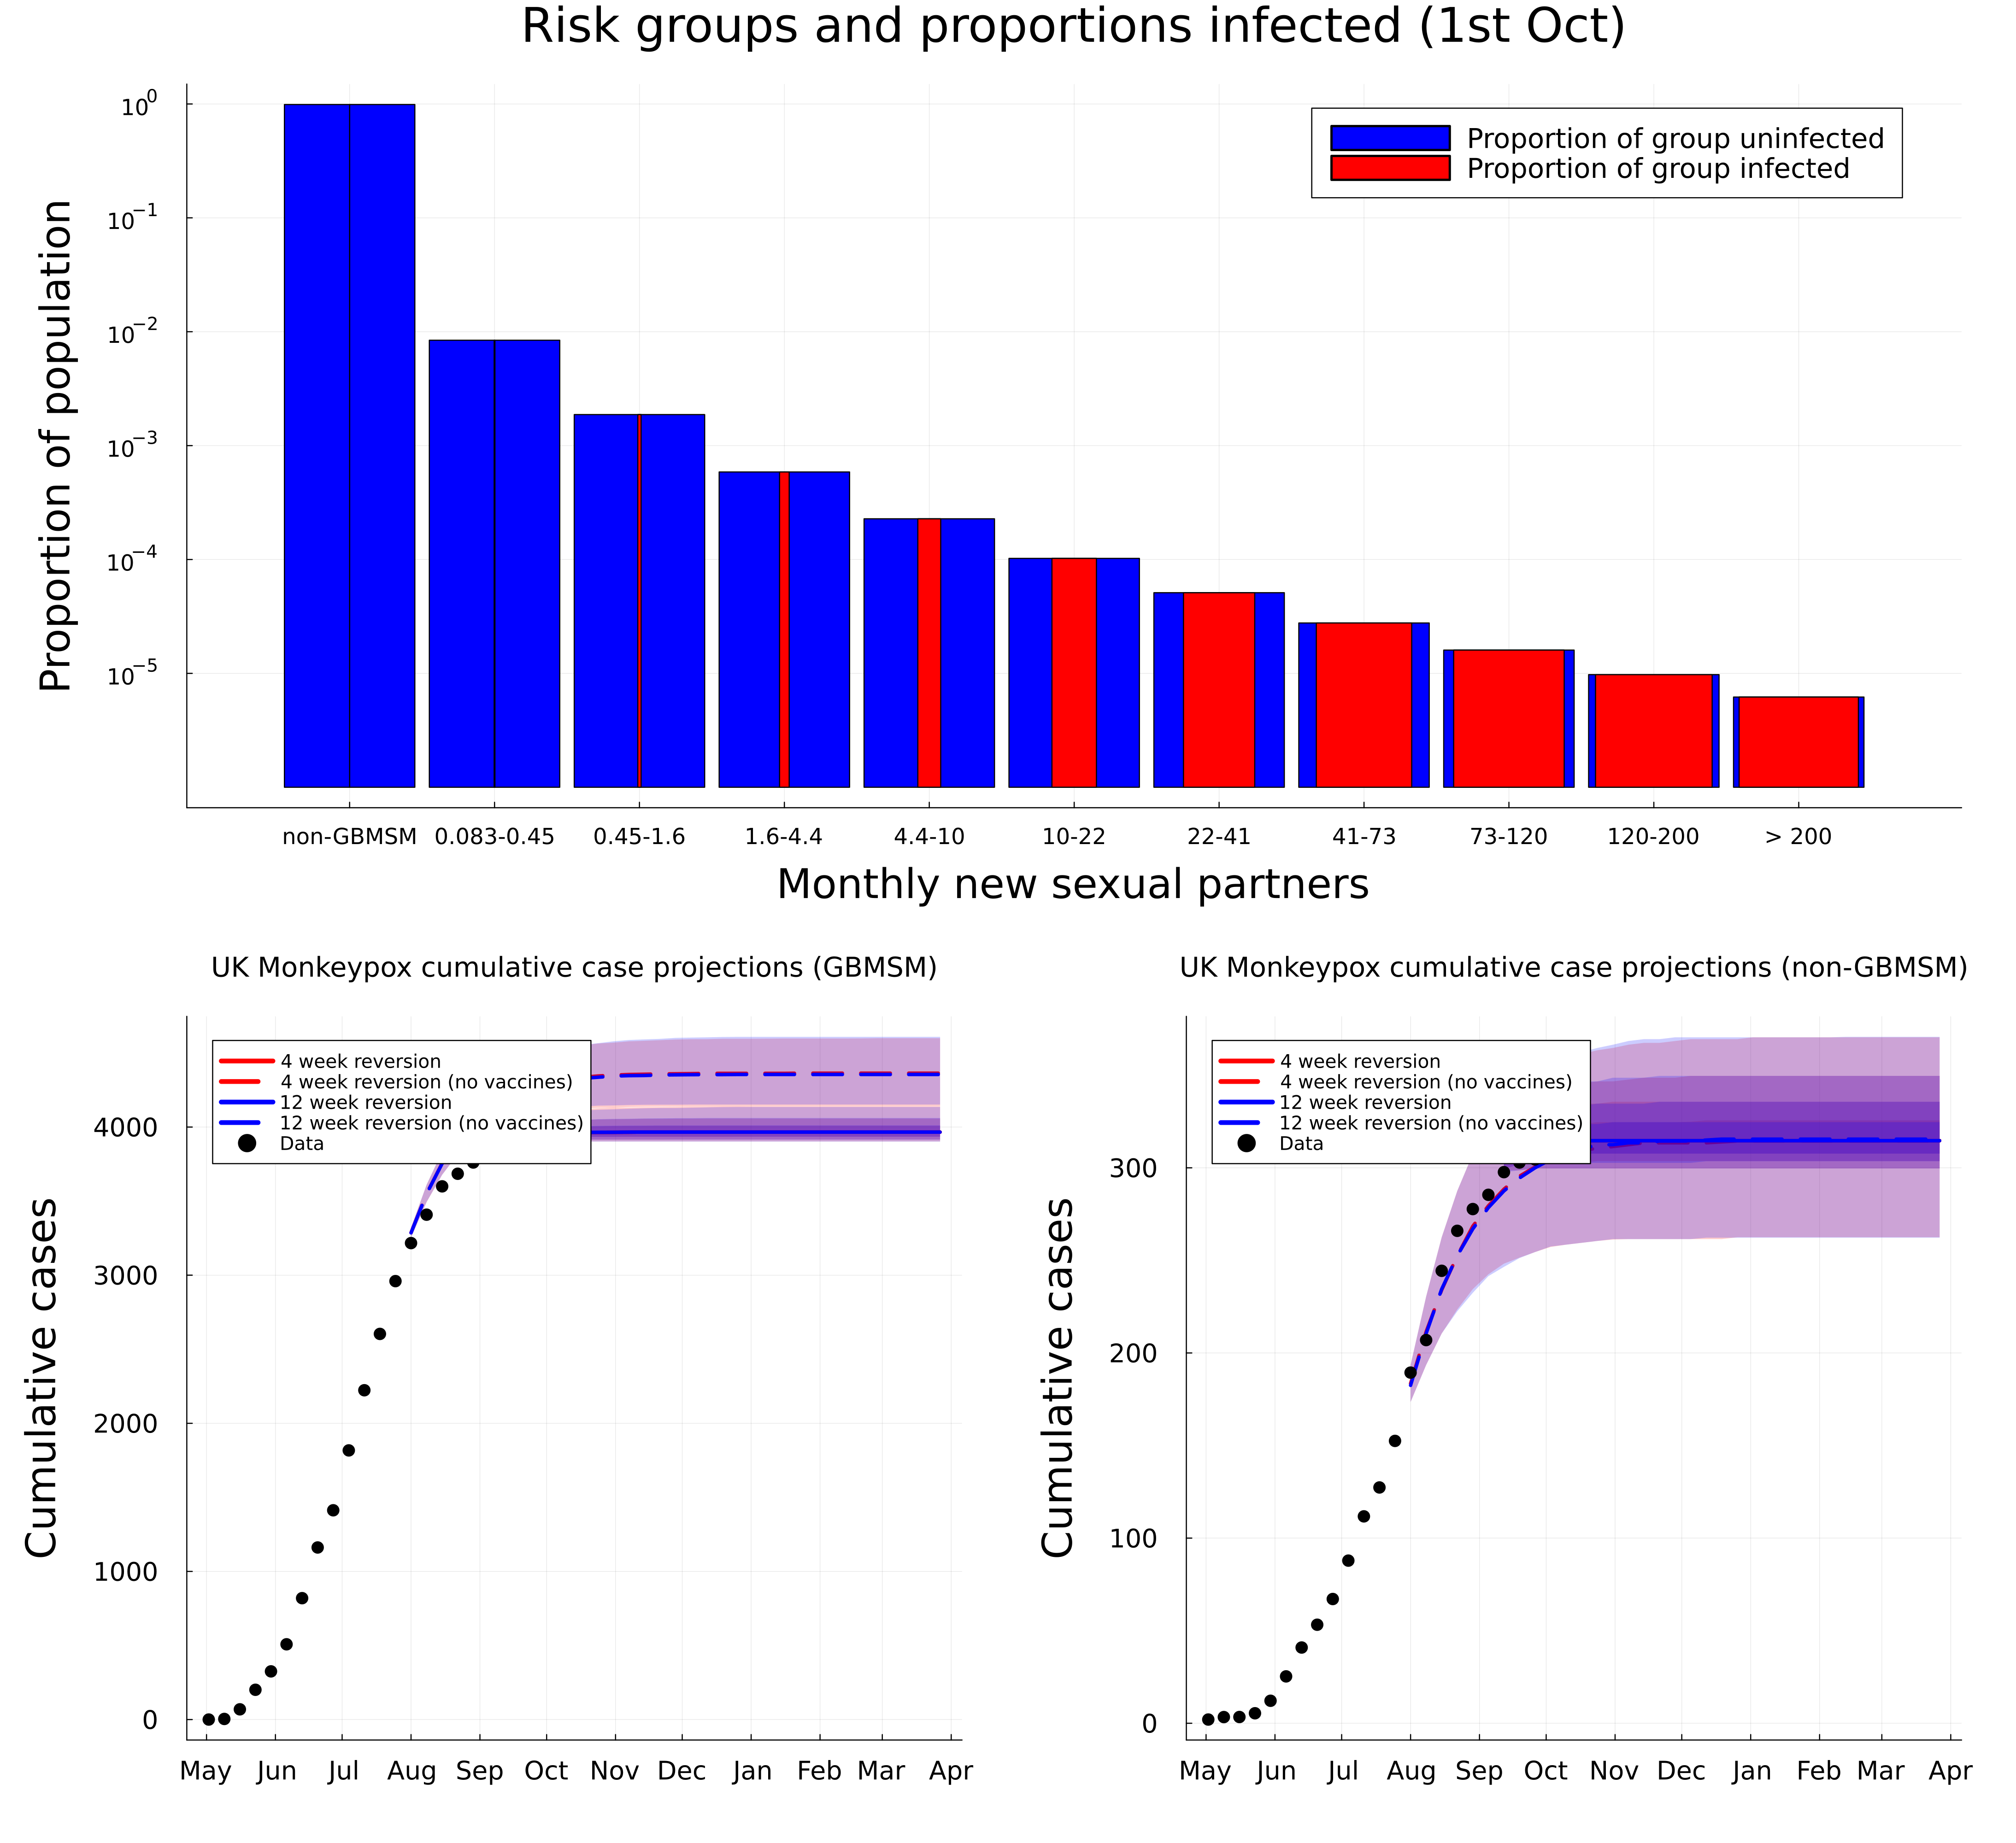 Risk groups and proportions infected (1st Oct)
Proportion of population
10^0
10^−1
10^−2
10^−3
10^−4
10^−5
Proportion of group uninfected
Proportion of group infected
non-GBMSM 0.083-0.45 0.45-1.6 1.6-4.4 4.4-10 10-22 22-41 41-73 73-120 120-200 > 200
Monthly new sexual partners
UK Monkeypox cumulative case projections (GBMSM)
Cumulative cases
4000
3000
2000
1000
0
4 week reversion
4 week reversion (no vaccines)
12 week reversion
12 week reversion (no vaccines)
Data
May Jun Jul Aug Sep Oct Nov Dec Jan Feb Mar Apr
UK Monkeypox cumulative case projections (non-GBMSM)
Cumulative cases
300
200
100
0
4 week reversion
4 week reversion (no vaccines)
12 week reversion
12 week reversion (no vaccines)
Data
May Jun Jul Aug Sep Oct Nov Dec Jan Feb Mar Apr